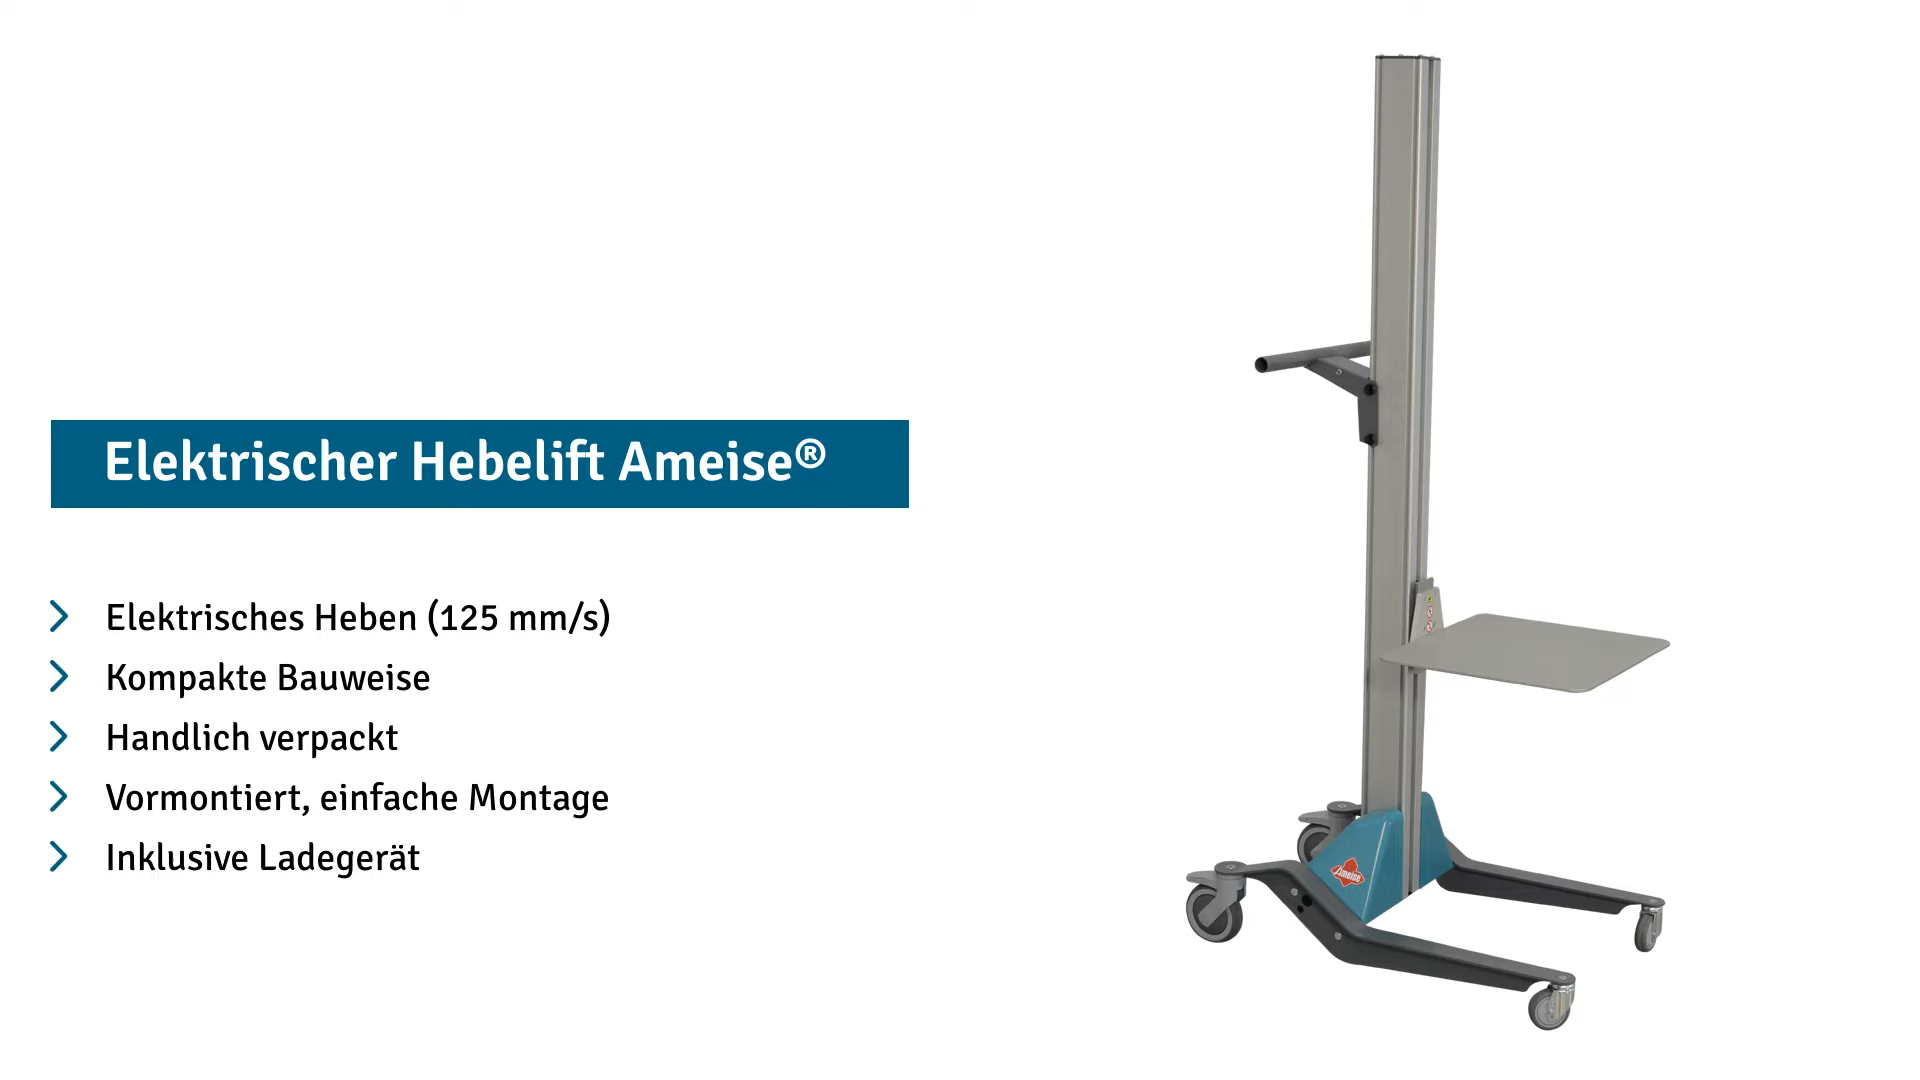 Elektrischer Hebelift Ameise®
Elektrisches Heben (125 mm/s)
Kompakte Bauweise
Handlich verpackt
Vormontiert, einfache Montage
Inklusive Ladegerät
Ameise